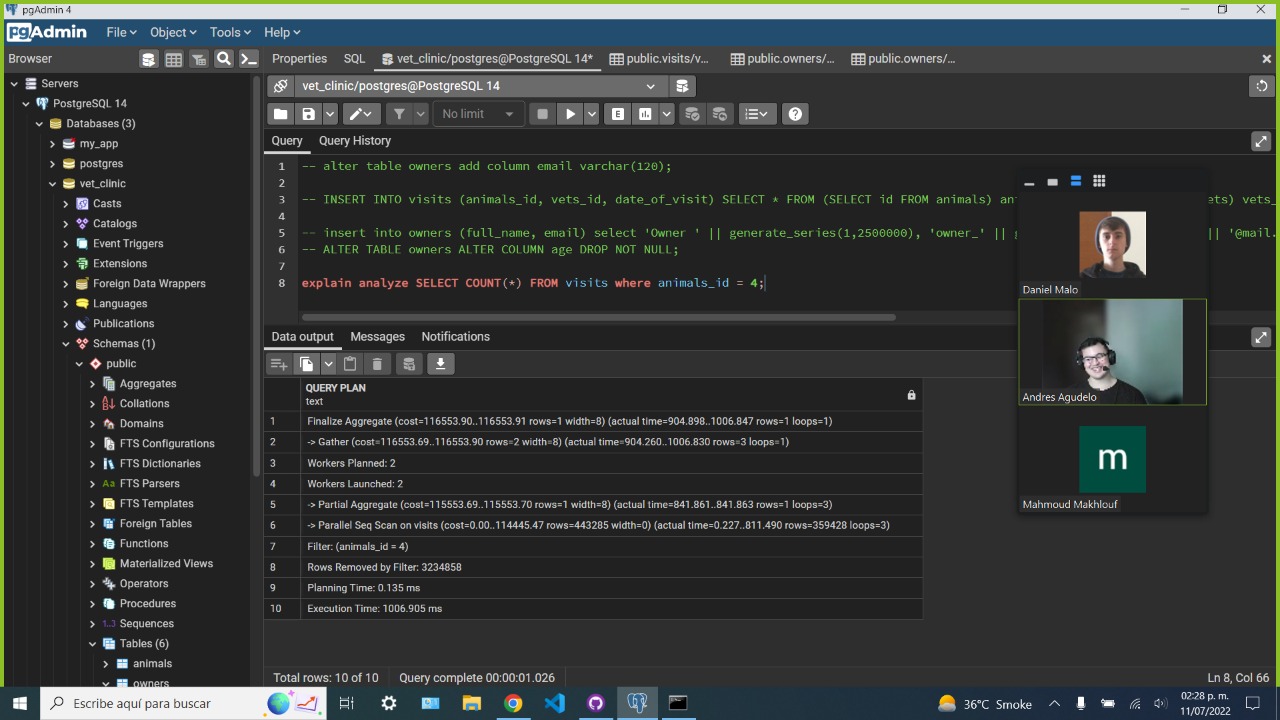 pgAdmin 4
pgAdmin File Object Tools Help
Browser
Properties SQL vet_clinic/postgres@PostgreSQL 14* public.visits/v... public.owners/... public.owners/...
vet_clinic/postgres@PostgreSQL 14
No limit
E
Query Query History
Servers
PostgreSQL 14
Databases (3)
my_app
postgres
vet_clinic
Casts
Catalogs
Event Triggers
Extensions
Foreign Data Wrappers
Languages
Publications
Schemas (1)
public
Aggregates
Collations
Domains
FTS Configurations
FTS Dictionaries
FTS Parsers
FTS Templates
Foreign Tables
Functions
Materialized Views
Operators
Procedures
1..3 Sequences
Tables (6)
animals
owners
1 -- alter table owners add column email varchar(120);
2
3 -- INSERT INTO visits (animals_id, vets_id, date_of_visit) SELECT * FROM (SELECT id FROM animals) an ets) vets_
4
5 -- insert into owners (full_name, email) select 'Owner ' || generate_series(1,2500000), 'owner_' || g || '@mail.
6 -- ALTER TABLE owners ALTER COLUMN age DROP NOT NULL;
7
8 explain analyze SELECT COUNT(*) FROM visits where animals_id = 4;
Daniel Malo
Andres Agudelo
m
Mahmoud Makhlouf
Data output Messages Notifications
QUERY PLAN
text
1 Finalize Aggregate (cost=116553.90..116553.91 rows=1 width=8) (actual time=904.898..1006.847 rows=1 loops=1)
2 -> Gather (cost=116553.69..116553.90 rows=2 width=8) (actual time=904.260..1006.830 rows=3 loops=1)
3 Workers Planned: 2
4 Workers Launched: 2
5 -> Partial Aggregate (cost=115553.69..115553.70 rows=1 width=8) (actual time=841.861..841.863 rows=1 loops=3)
6 -> Parallel Seq Scan on visits (cost=0.00..114445.47 rows=443285 width=0) (actual time=0.227..811.490 rows=359428 loops=3)
7 Filter: (animals_id = 4)
8 Rows Removed by Filter: 3234858
9 Planning Time: 0.135 ms
10 Execution Time: 1006.905 ms
Total rows: 10 of 10 Query complete 00:00:01.026 Ln 8, Col 66
Escribe aquí para buscar
36°C Smoke
02:28 p. m.
11/07/2022